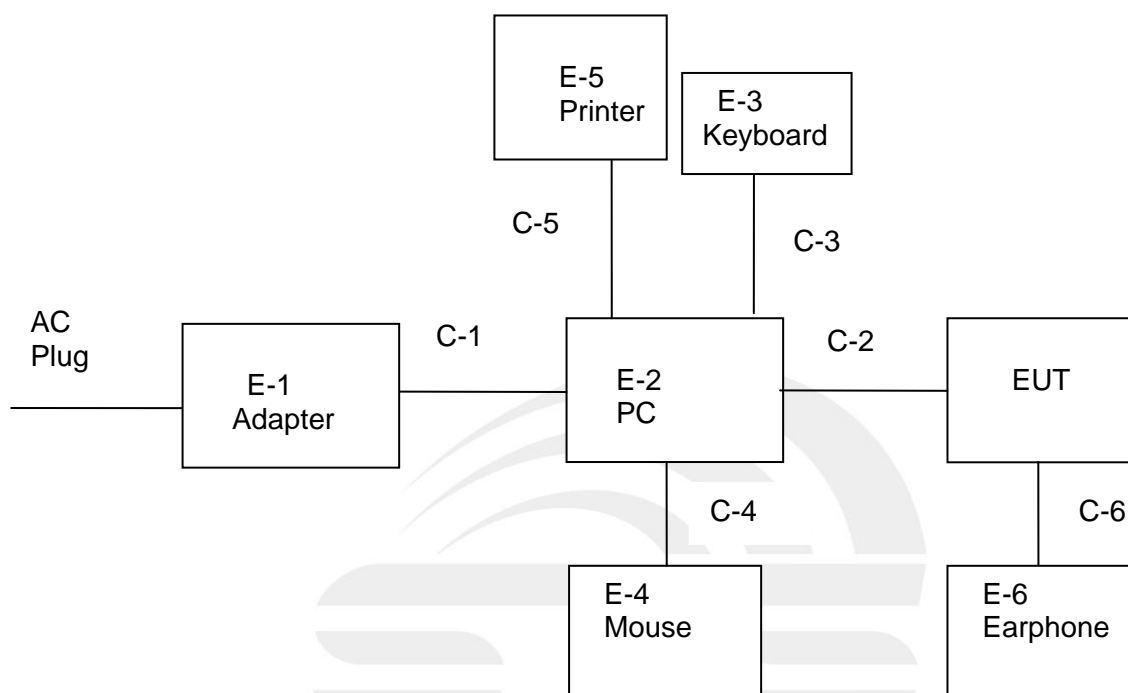 E-5
Printer
E-3
Keyboard
C-5
C-3
AC
Plug
E-1
Adapter
C-1
E-2
PC
C-2
EUT
C-4
C-6
E-4
Mouse
E-6
Earphone